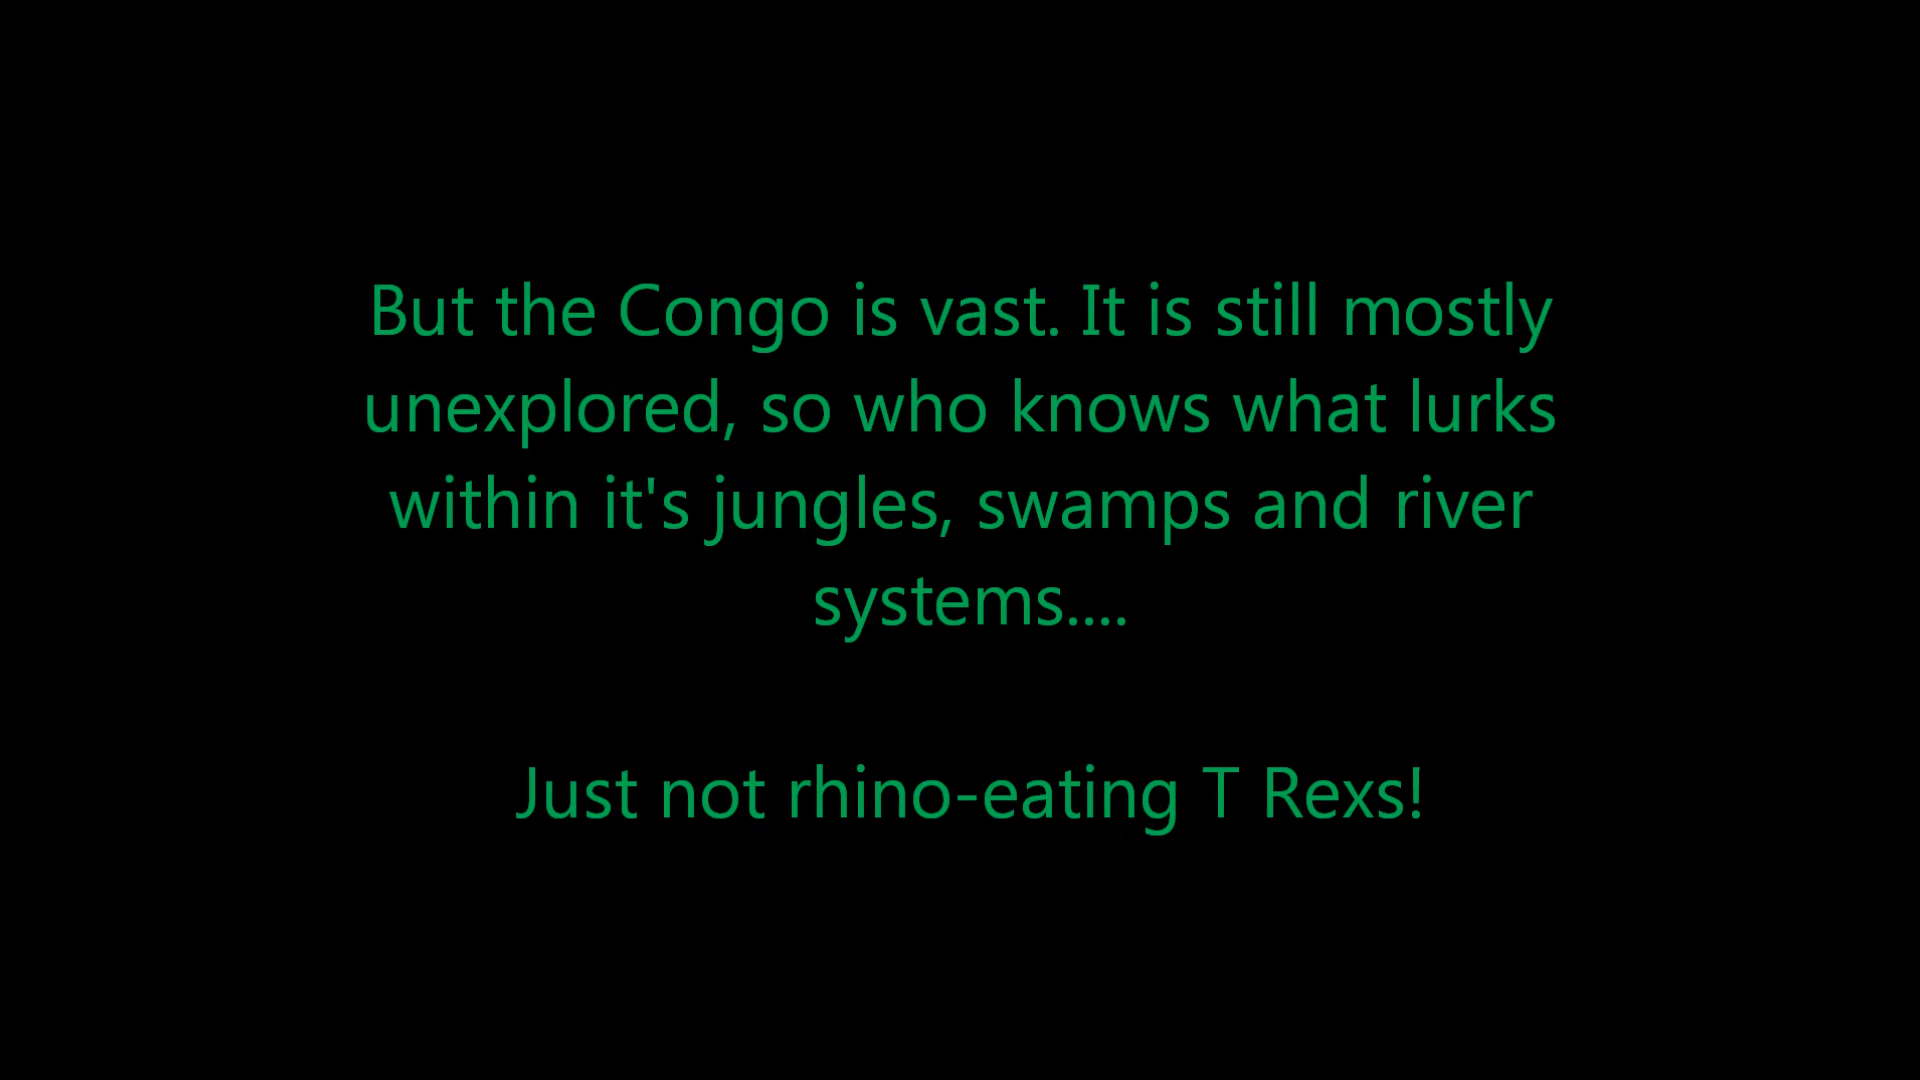 But the Congo is vast. It is still mostly
unexplored, so who knows what lurks
within it's jungles, swamps and river
systems....
Just not rhino-eating T Rexs!